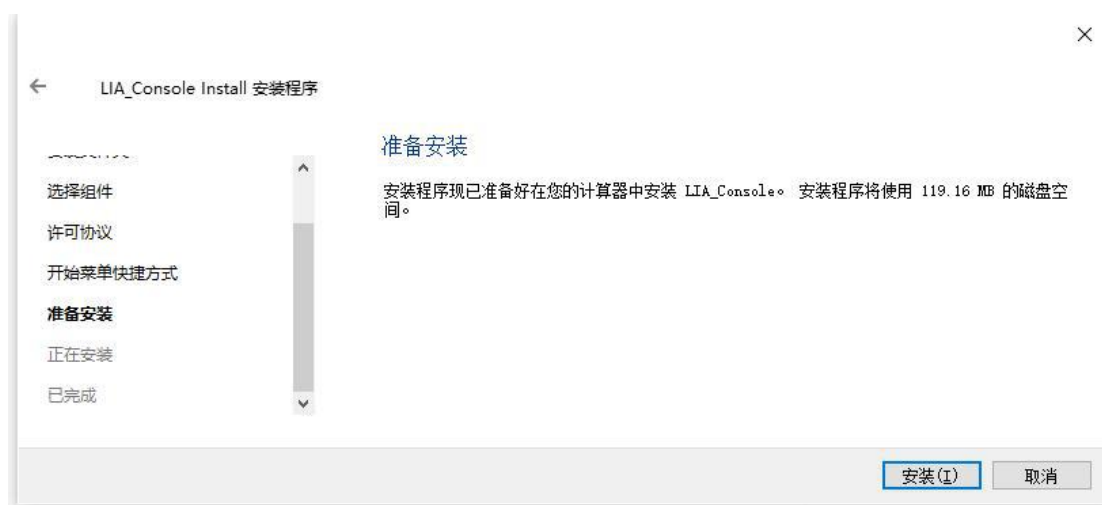 LIA_Console Install 安装程序
选择组件
许可协议
开始菜单快捷方式
准备安装
正在安装
已完成
准备安装
安装程序现已准备好在您的计算器中安装 LIA_Console。 安装程序将使用 119.16 MB 的磁盘空
间。
安装(I)
取消